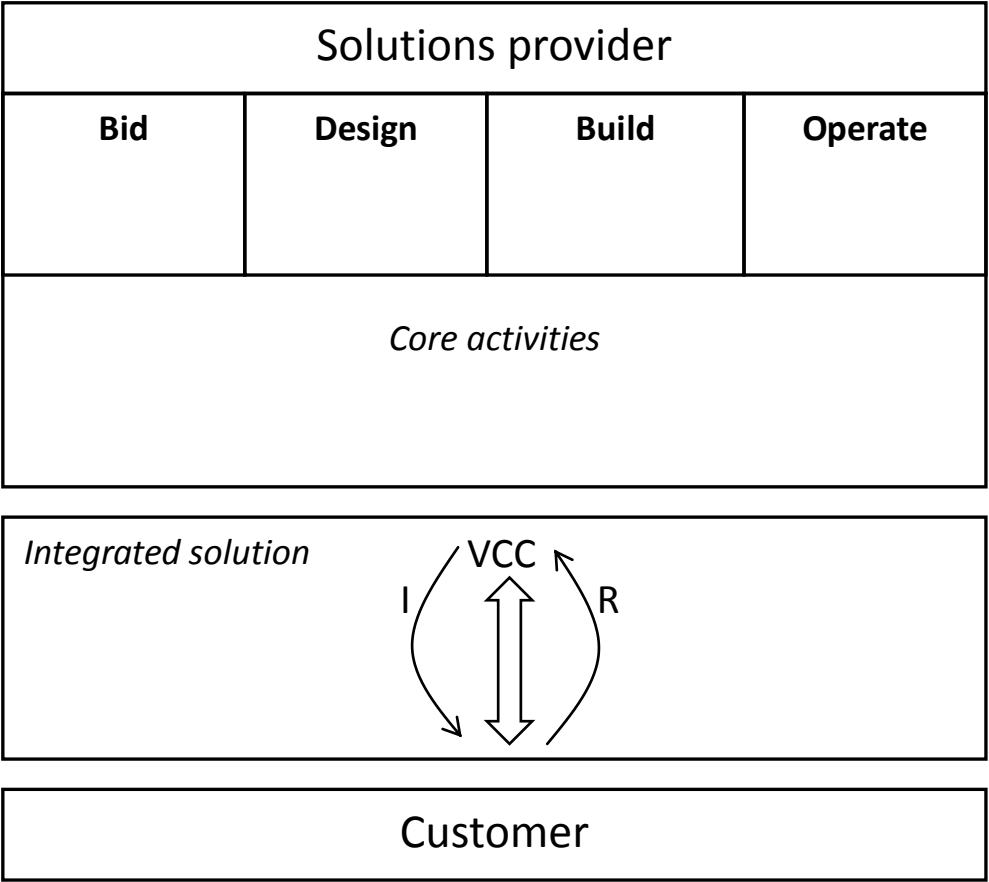 Solutions provider
Bid Design Build Operate
Core activities
Integrated solution VCC
I R
Customer